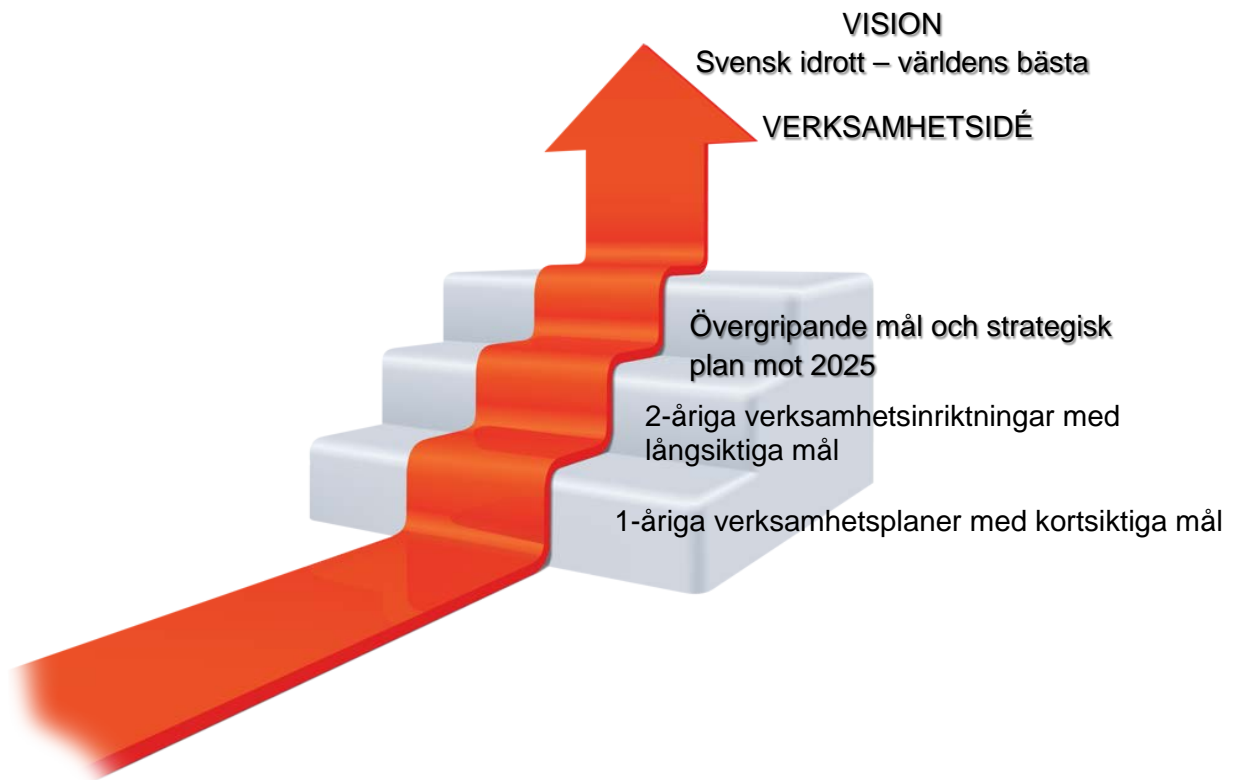 VISION
Svensk idrott – världens bästa
VERKSAMHETSIDÉ
Övergripande mål och strategisk
plan mot 2025
2-åriga verksamhetsinriktningar med
långsiktiga mål
1-åriga verksamhetsplaner med kortsiktiga mål